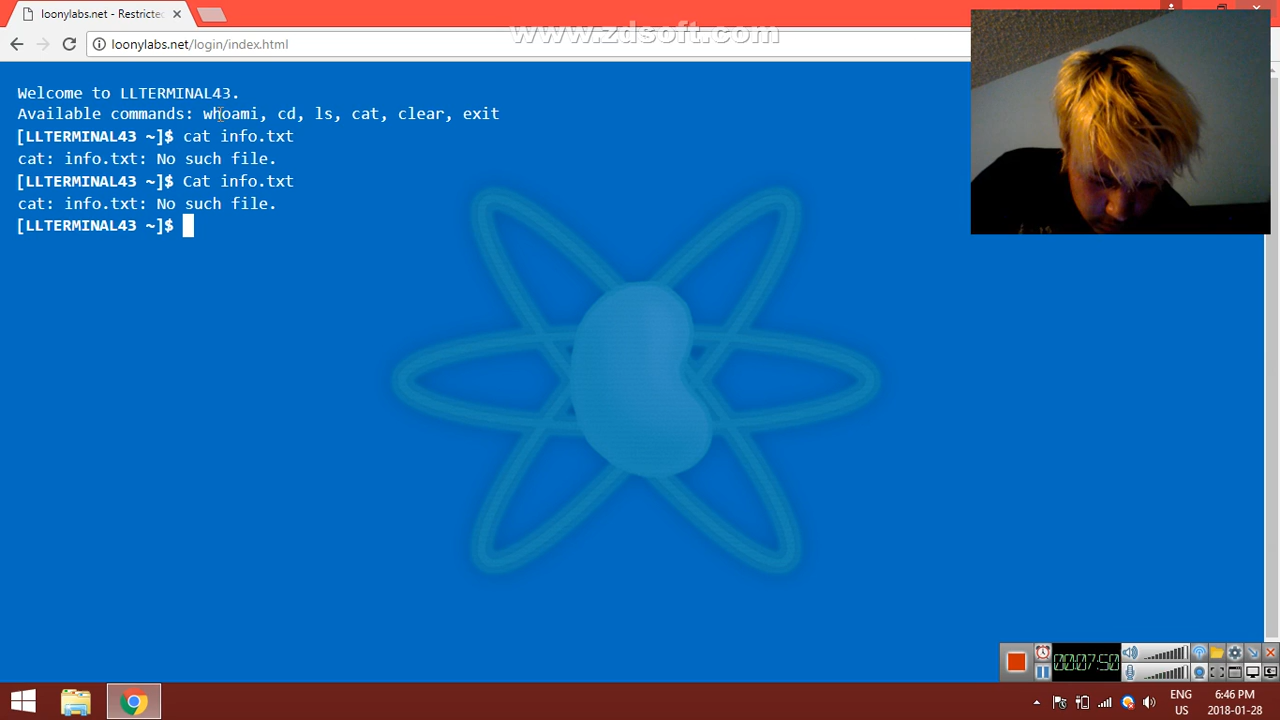 loonylabs.net - Restricted
loonylabs.net/login/index.html
www.zdsoft.com
Welcome to LLTERMINAL43.
Available commands: whoami, cd, ls, cat, clear, exit
[LLTERMINAL43 ~]$ cat info.txt
cat: info.txt: No such file.
[LLTERMINAL43 ~]$ Cat info.txt
cat: info.txt: No such file.
[LLTERMINAL43 ~]$
00:07:50
ENG
US
6:46 PM
2018-01-28